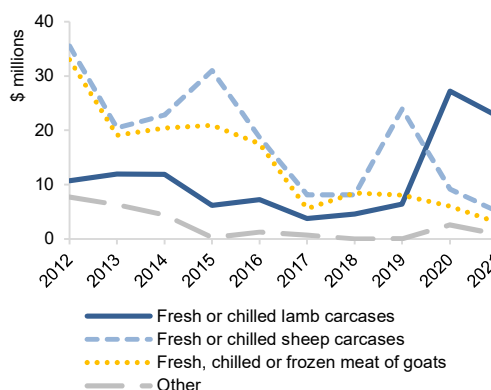 $ millions
40
30
20
10
0
2012 2013 2014 2015 2016 2017 2018 2019 2020
Fresh or chilled lamb carcases
Fresh or chilled sheep carcases
Fresh, chilled or frozen meat of goats
Other